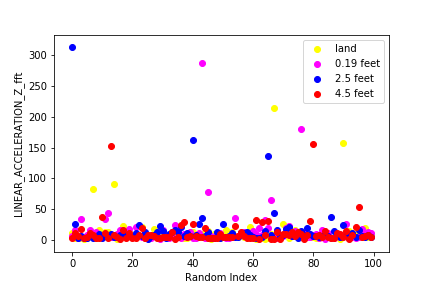 land
0.19 feet
2.5 feet
4.5 feet
300
250
200
150
100
50
0
LINEAR_ACCELERATION_Z_fft
0 20 40 60 80 100
Random Index